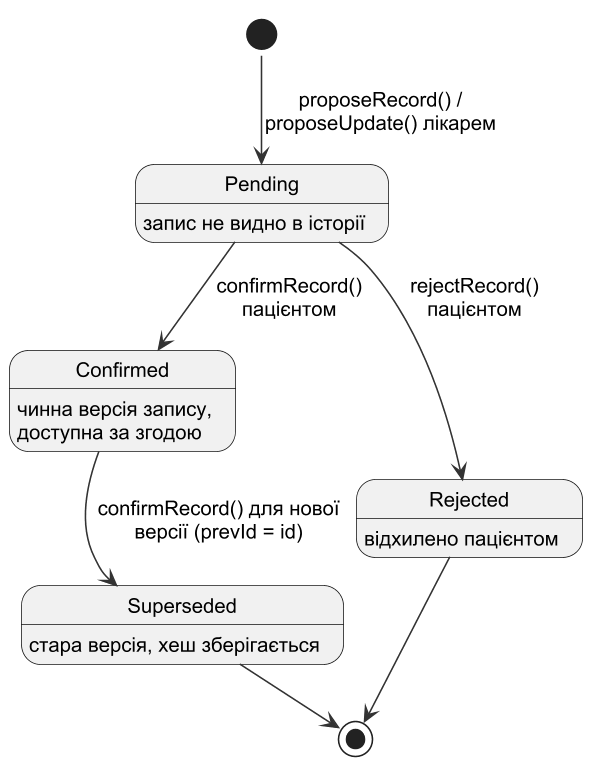 proposeRecord() /
proposeUpdate() лікарем
Pending
запис не видно в історії
confirmRecord()
пацієнтом
rejectRecord()
пацієнтом
Confirmed
чинна версія запису,
доступна за згодою
confirmRecord() для нової
версії (prevId = id)
Rejected
відхилено пацієнтом
Superseded
стара версія, хеш зберігається